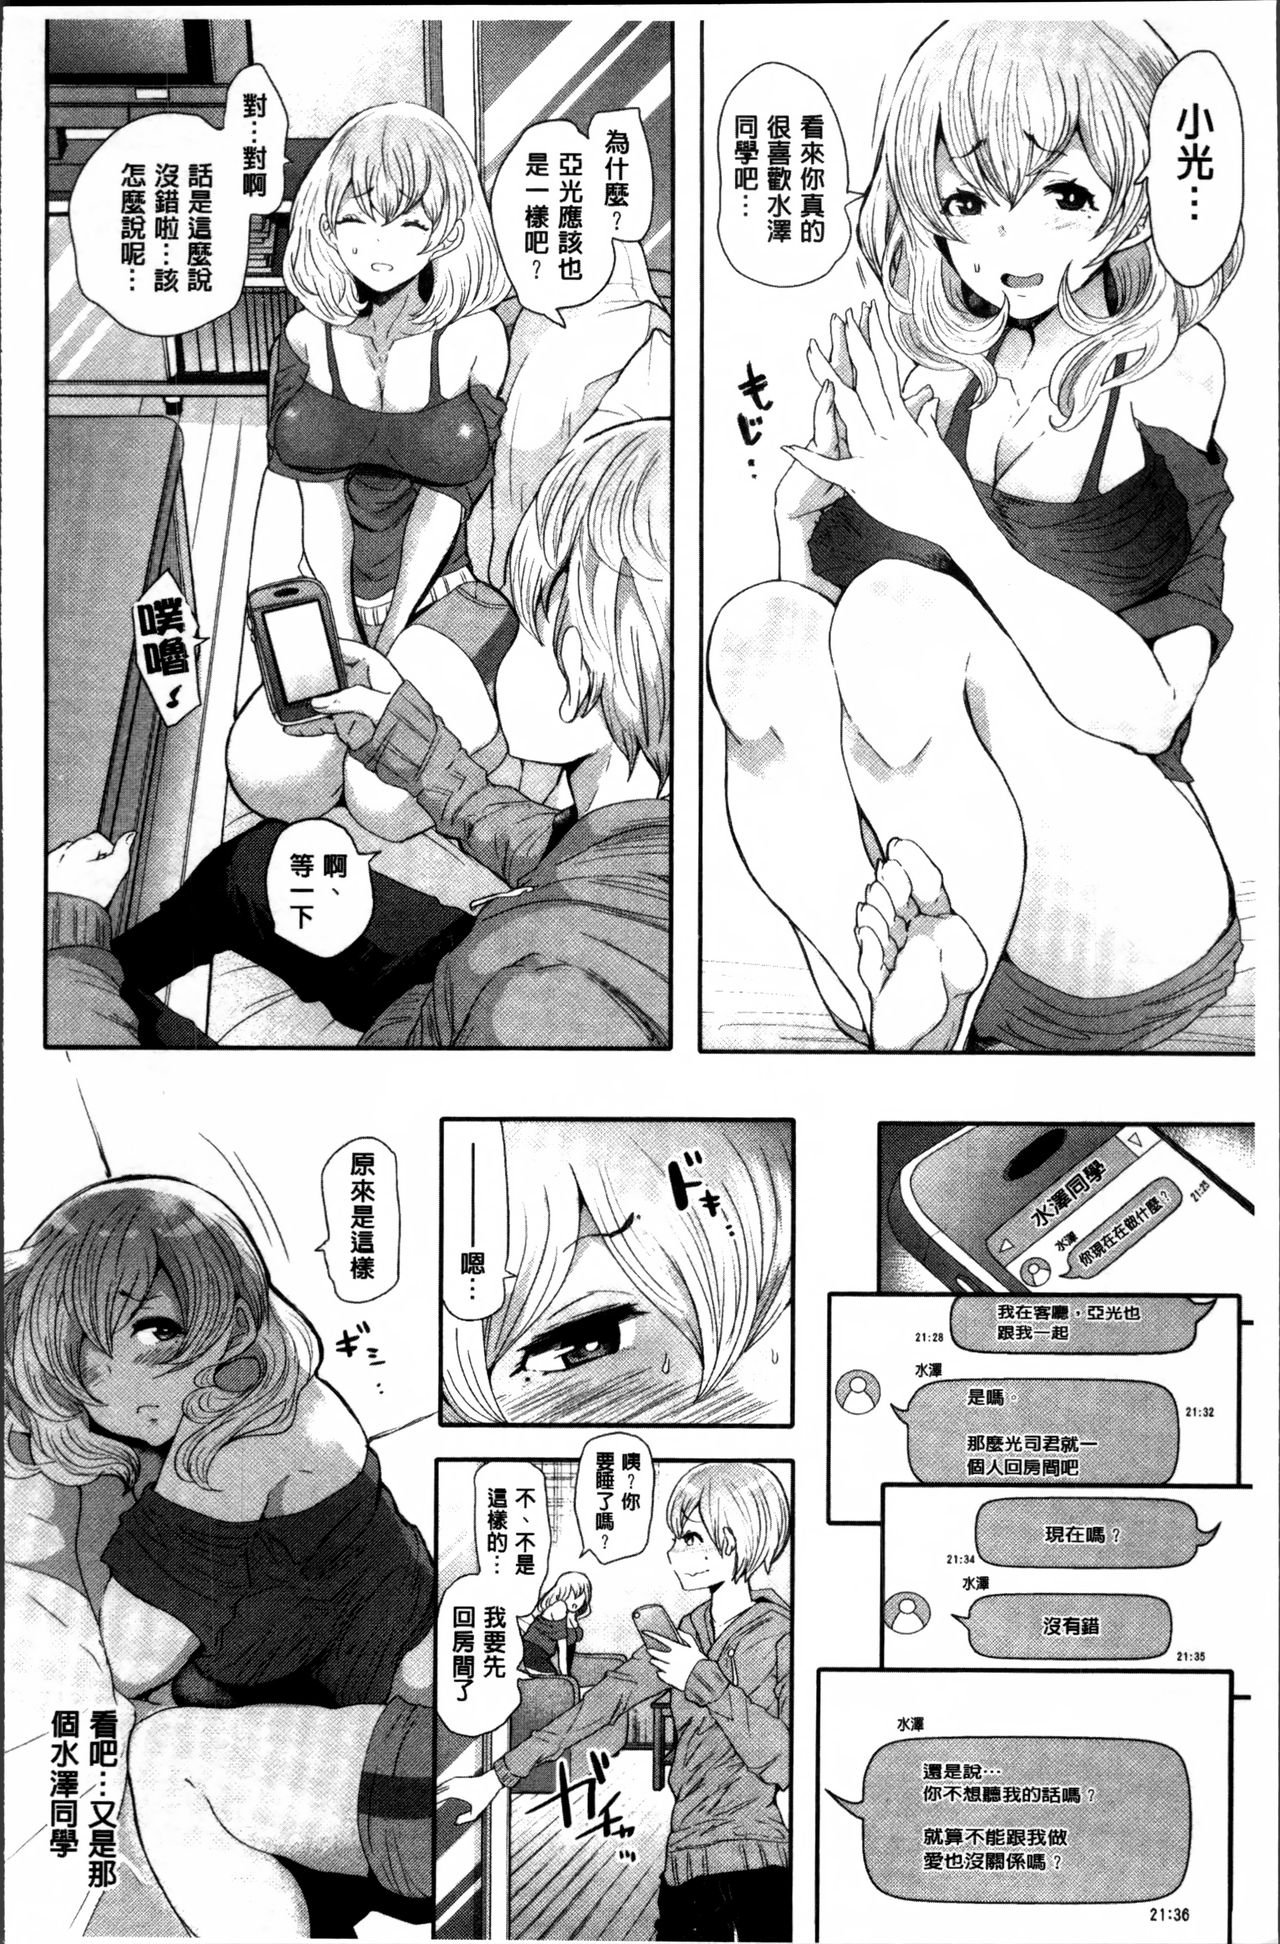 小光…
看來你真的
很喜歡水澤
同學吧…
もじ…
為什麼?
亞光應該也
是一樣吧?
對…對啊
話是這麼說
沒錯啦…該
怎麼說呢…
噗嚕♪
啊、
等一下
水澤同學
水澤
你現在在做什麼?
21:25
我在客廳,亞光也
跟我一起
21:28
水澤
是嗎。
那麼光司君就一
個人回房間吧
21:32
現在嗎?
21:34
水澤
沒有錯
21:35
水澤
還是說…
你不想聽我的話嗎?
就算不能跟我做
愛也沒關係嗎?
21:36
ドキ…
——嗯…
咦?你
要睡了嗎?
不、不是
這樣的…
我要先
回房間了
ガチャ…
原來是這樣
ギシ…
看吧…又是那
個水澤同學